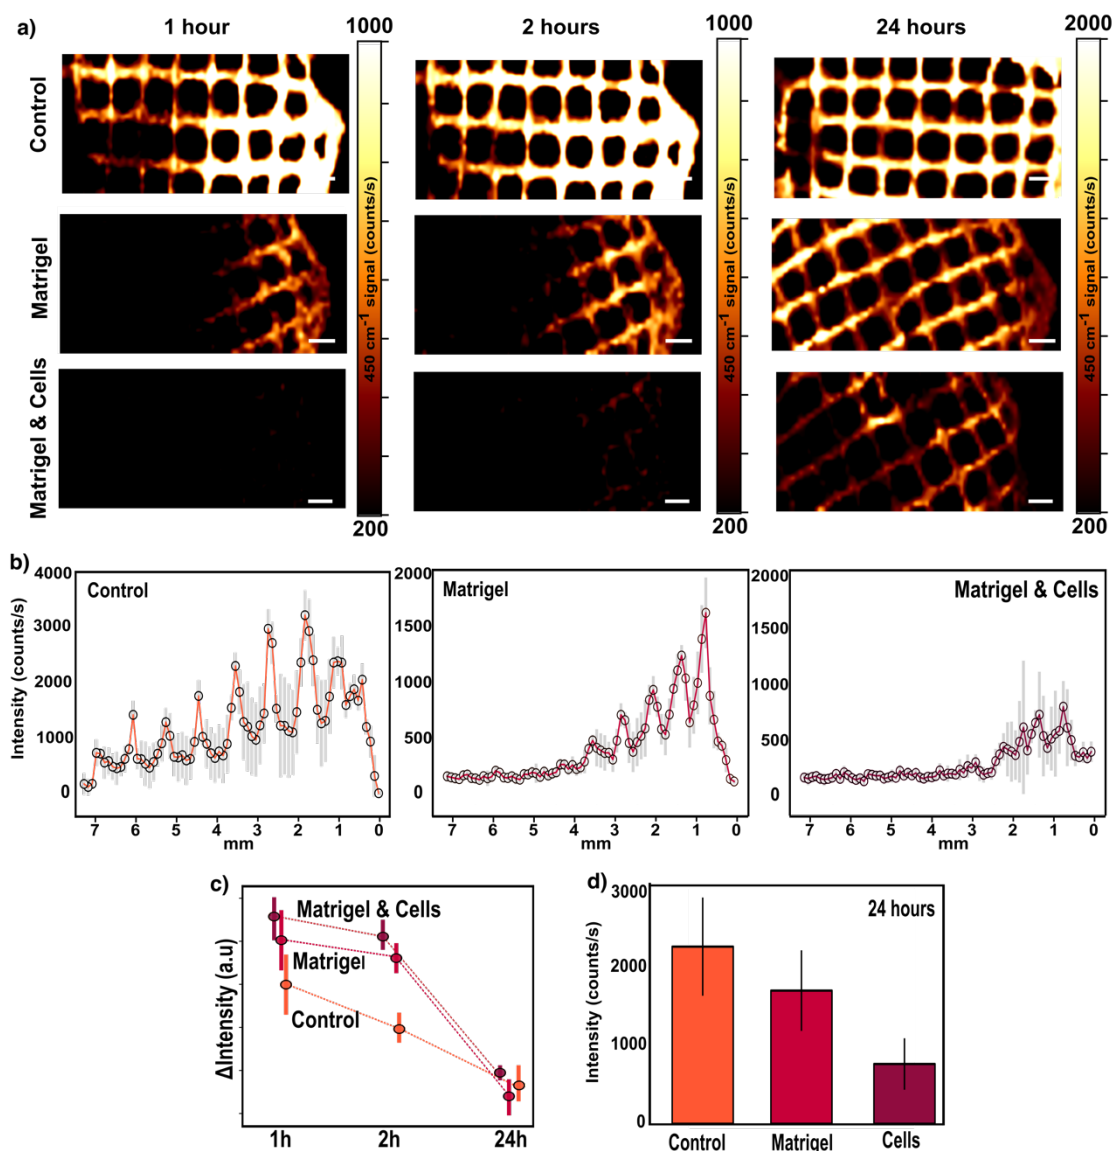 a)
1 hour
1000
2 hours
1000
24 hours
2000
Control
Matrigel
Matrigel & Cells
450 cm⁻¹ signal (counts/s)
450 cm⁻¹ signal (counts/s)
450 cm⁻¹ signal (counts/s)
200
200
200
b)
Intensity (counts/s)
4000
3000
2000
1000
0
Control
7 6 5 4 3 2 1 0
mm
2000
1500
1000
500
0
Matrigel
7 6 5 4 3 2 1 0
mm
2000
1500
1000
500
0
Matrigel & Cells
7 6 5 4 3 2 1 0
mm
c)
ΔIntensity (a.u)
Matrigel & Cells
Matrigel
Control
1h 2h 24h
d)
Intensity (counts/s)
3000
2000
1000
0
24 hours
Control Matrigel Cells